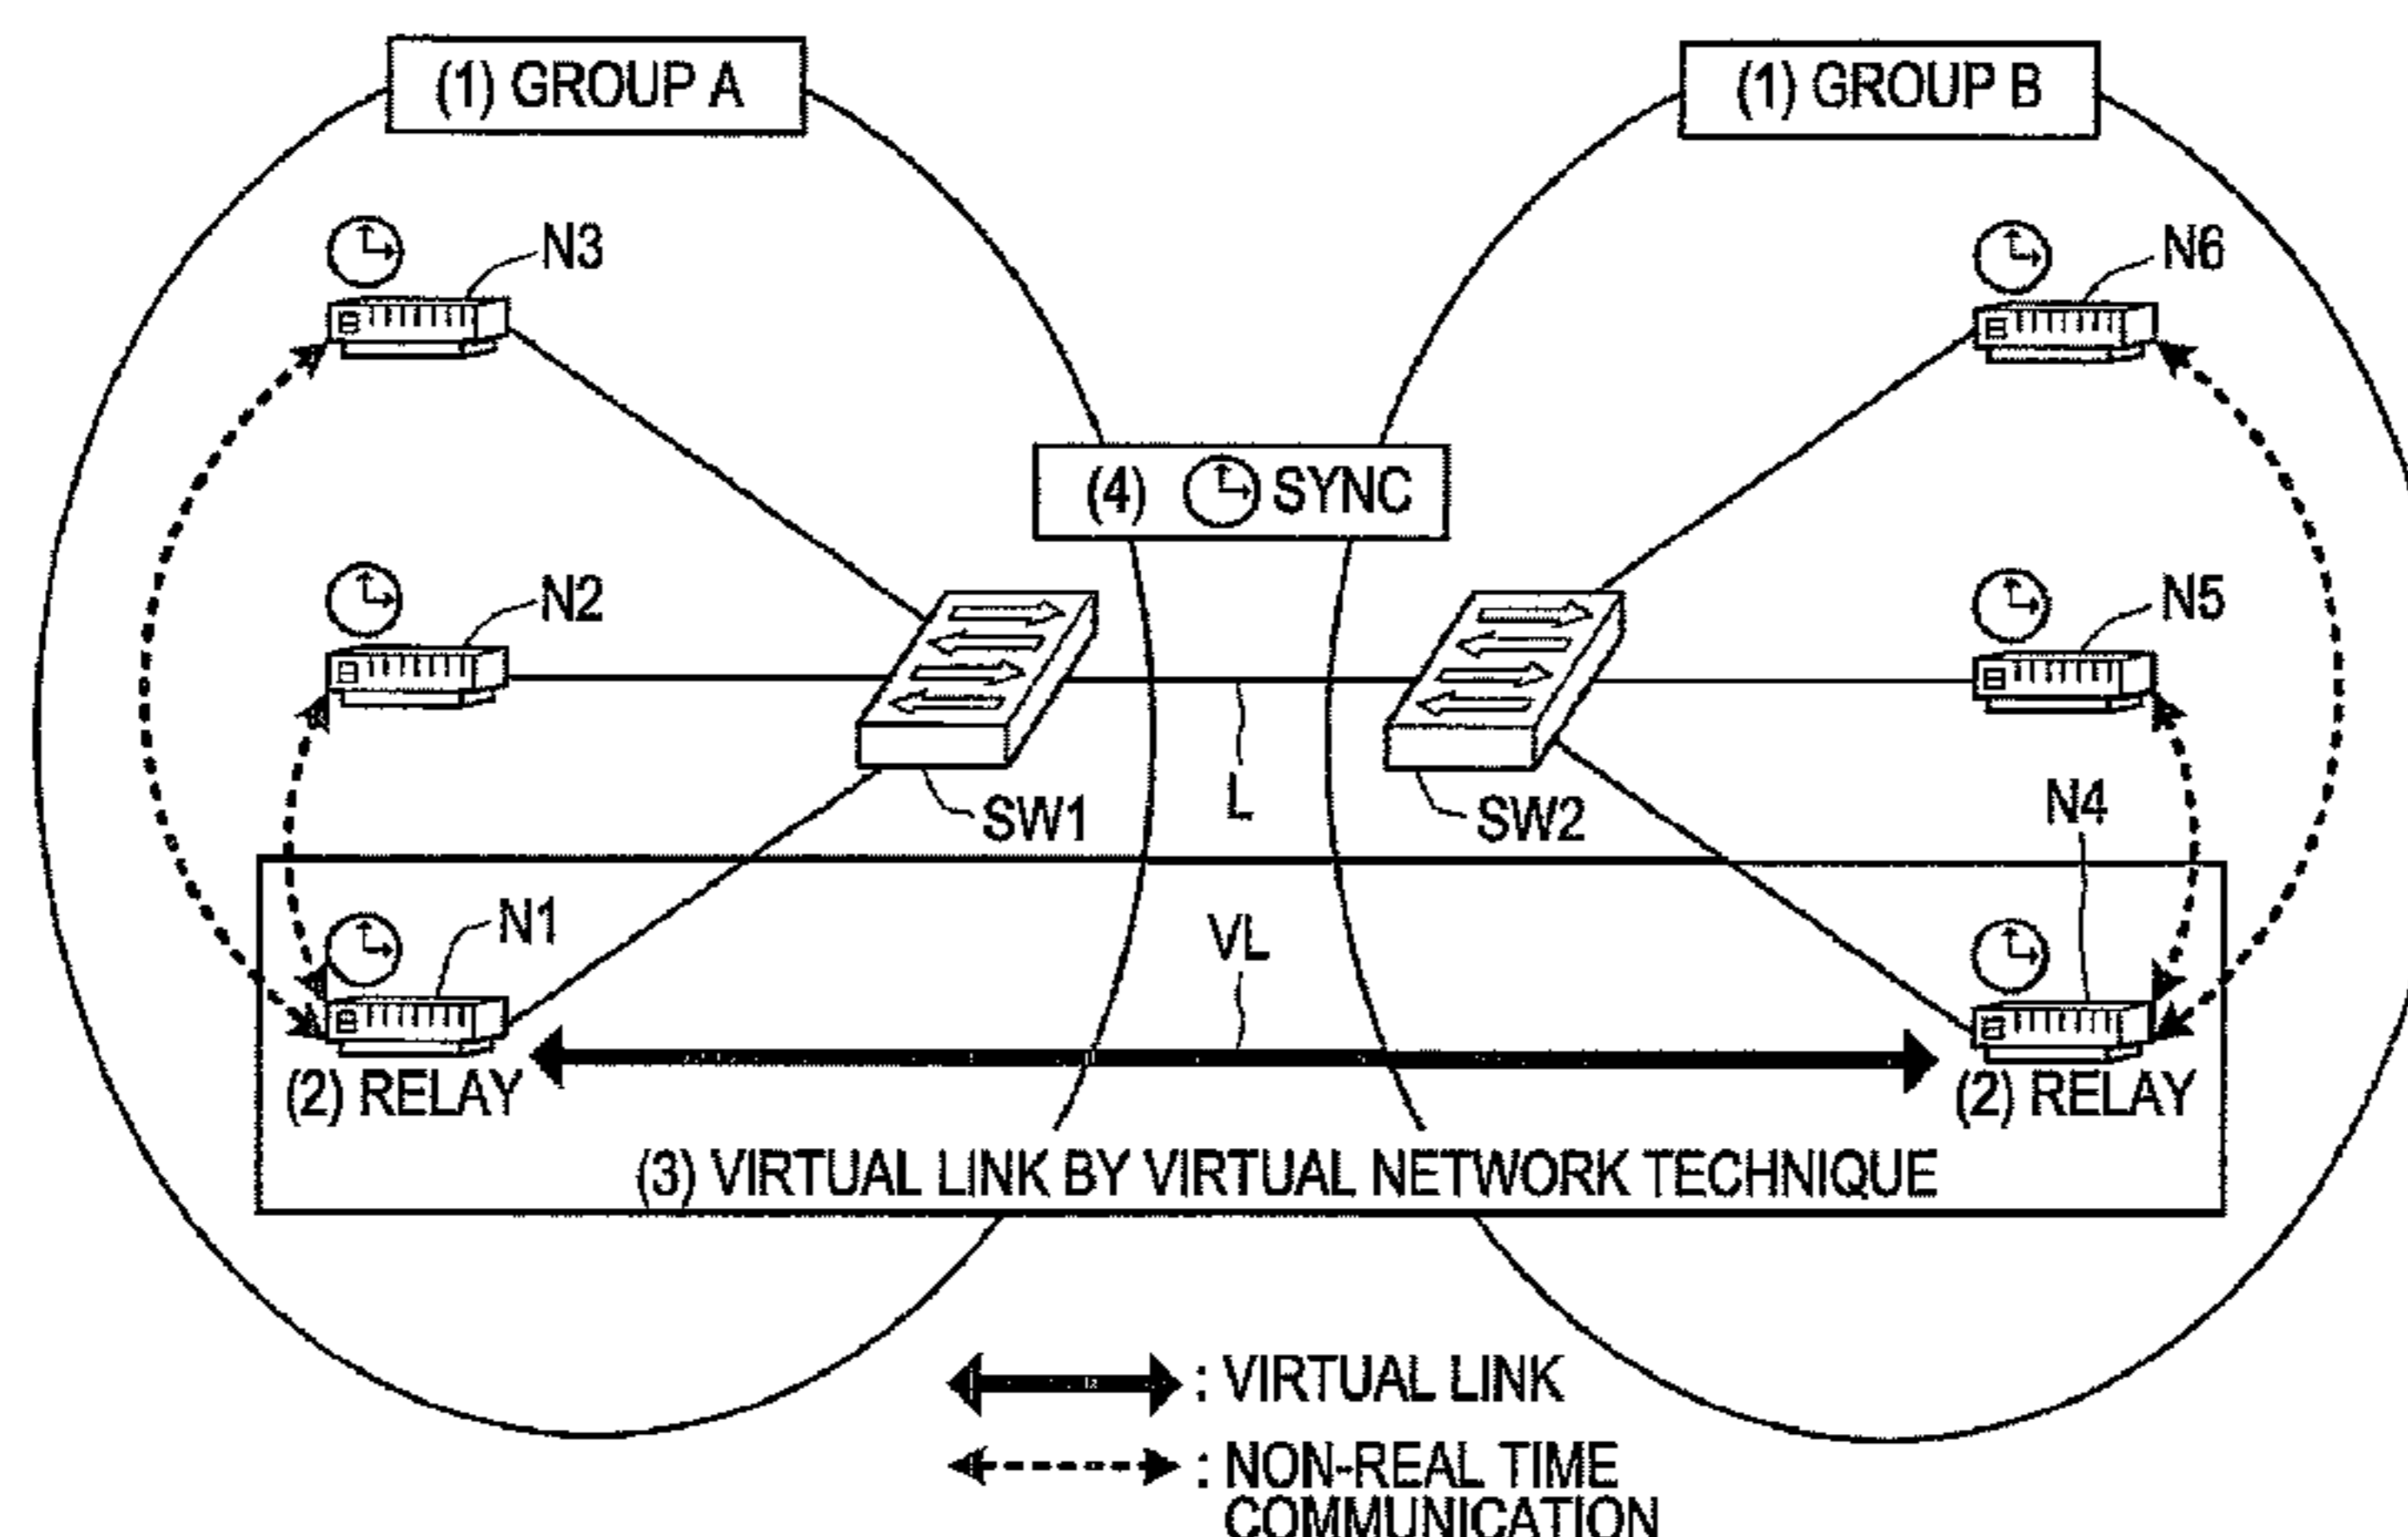 (1) GROUP A
(1) GROUP B
N3
N6
(4) SYNC
N2
N5
L
SW1
SW2
N4
N1
VL
(2) RELAY
(2) RELAY
(3) VIRTUAL LINK BY VIRTUAL NETWORK TECHNIQUE
: VIRTUAL LINK
: NON-REAL TIME
COMMUNICATION